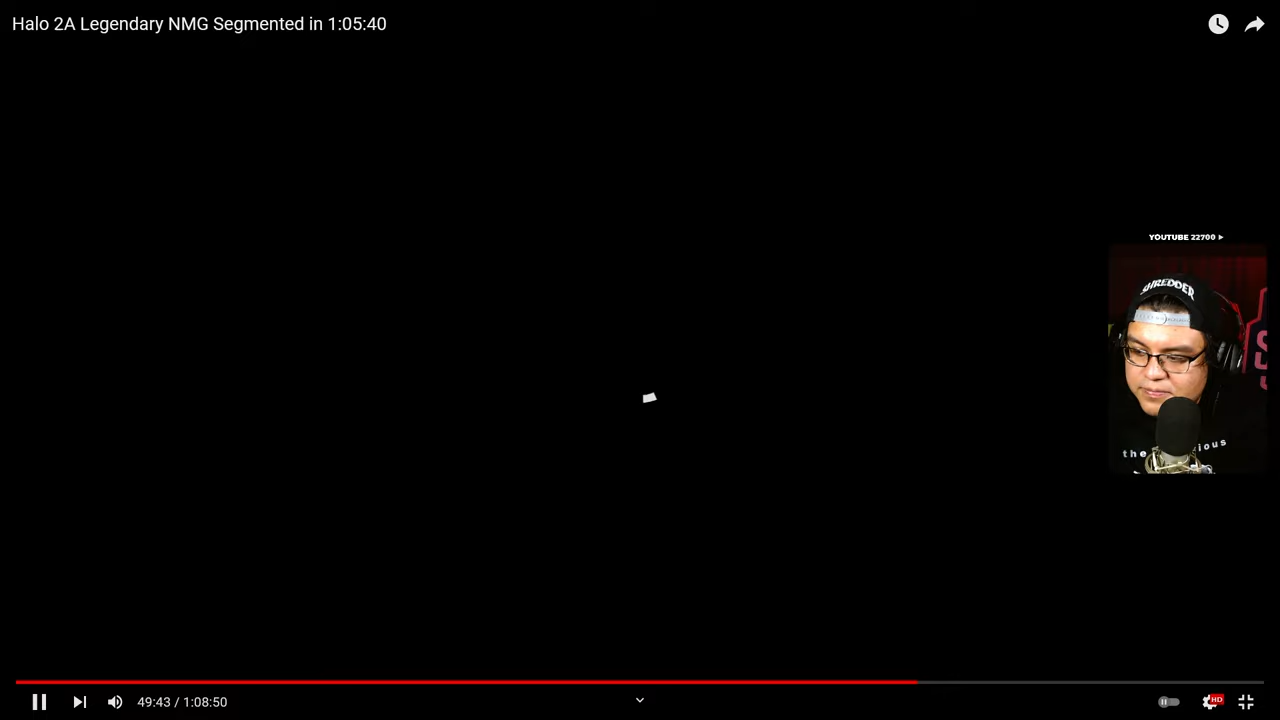 Halo 2A Legendary NMG Segmented in 1:05:40
YOUTUBE 22700
SHREDDER
the
ious
49:43 / 1:08:50
HD